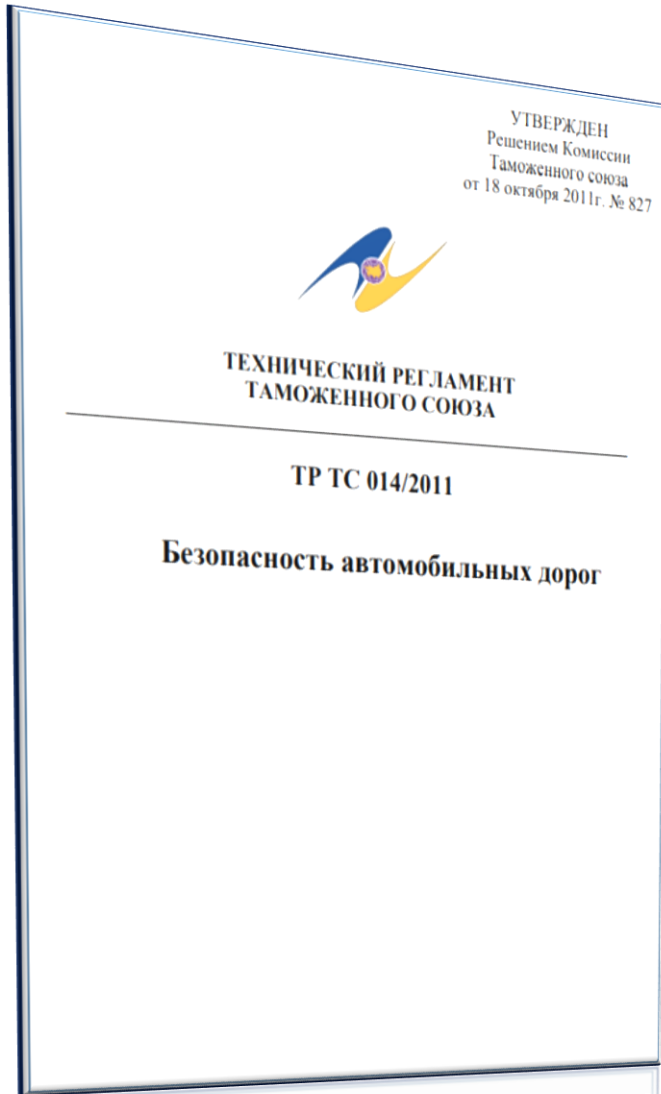 УТВЕРЖДЕН
Решением Комиссии
Таможенного союза
от 18 октября 2011г. № 827
ТЕХНИЧЕСКИЙ РЕГЛАМЕНТ
ТАМОЖЕННОГО СОЮЗА
ТР ТС 014/2011
Безопасность автомобильных дорог